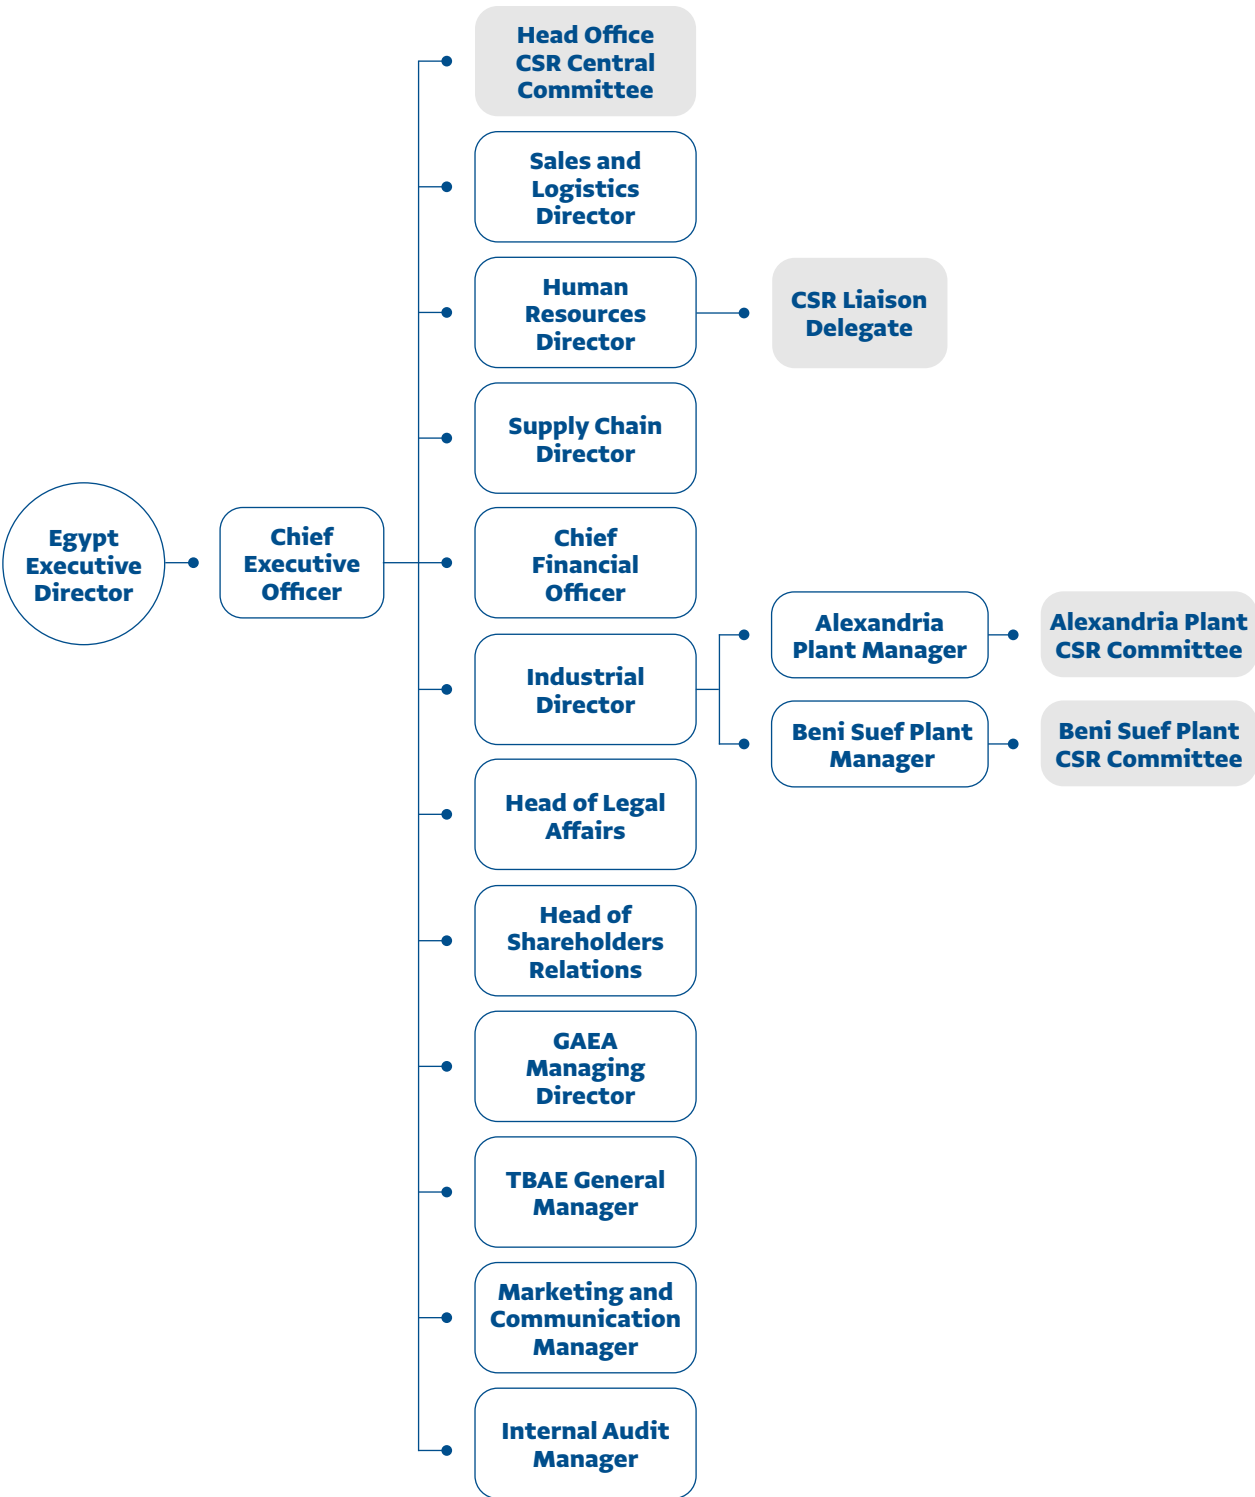 Head Office
CSR Central
Committee
Sales and
Logistics
Director
Human
Resources
Director
CSR Liaison
Delegate
Supply Chain
Director
Egypt
Executive
Director
Chief
Executive
Officer
Chief
Financial
Officer
Industrial
Director
Alexandria
Plant Manager
Alexandria Plant
CSR Committee
Beni Suef Plant
Manager
Beni Suef Plant
CSR Committee
Head of Legal
Affairs
Head of
Shareholders
Relations
GAEA
Managing
Director
TBAE General
Manager
Marketing and
Communication
Manager
Internal Audit
Manager